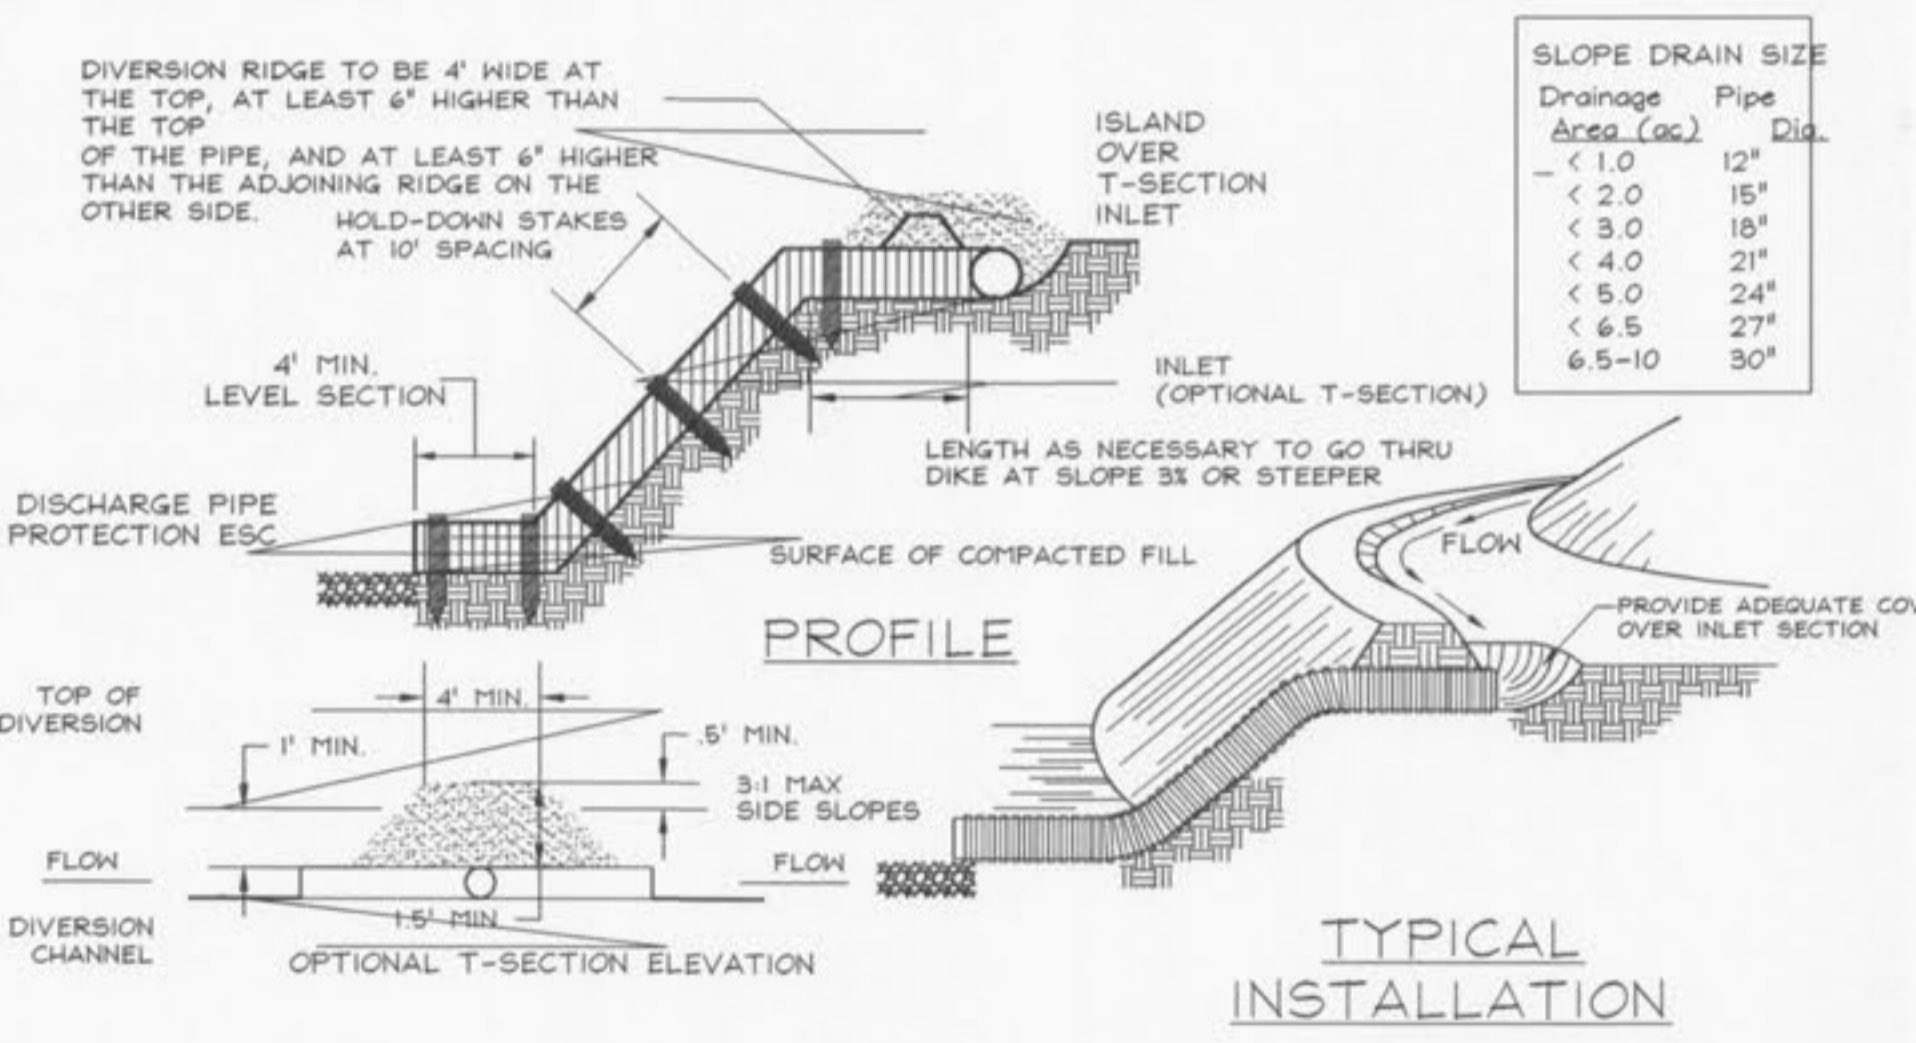 DIVERSION RIDGE TO BE 4' WIDE AT
THE TOP, AT LEAST 6" HIGHER THAN
THE TOP
OF THE PIPE, AND AT LEAST 6" HIGHER
THAN THE ADJOINING RIDGE ON THE
OTHER SIDE.
HOLD-DOWN STAKES
AT 10' SPACING
ISLAND
OVER
T-SECTION
INLET
4' MIN.
LEVEL SECTION
INLET
(OPTIONAL T-SECTION)
LENGTH AS NECESSARY TO GO THRU
DIKE AT SLOPE 3% OR STEEPER
DISCHARGE PIPE
PROTECTION ESC
SURFACE OF COMPACTED FILL
PROFILE
SLOPE DRAIN SIZE
Drainage Pipe
Area (ac) Dia.
< 1.0 12"
< 2.0 15"
< 3.0 18"
< 4.0 21"
< 5.0 24"
< 6.5 27"
6.5-10 30"
FLOW
PROVIDE ADEQUATE COV
OVER INLET SECTION
TYPICAL
INSTALLATION
TOP OF
DIVERSION
4' MIN.
1' MIN.
.5' MIN.
3:1 MAX
SIDE SLOPES
FLOW
FLOW
DIVERSION
CHANNEL
1.5' MIN
OPTIONAL T-SECTION ELEVATION